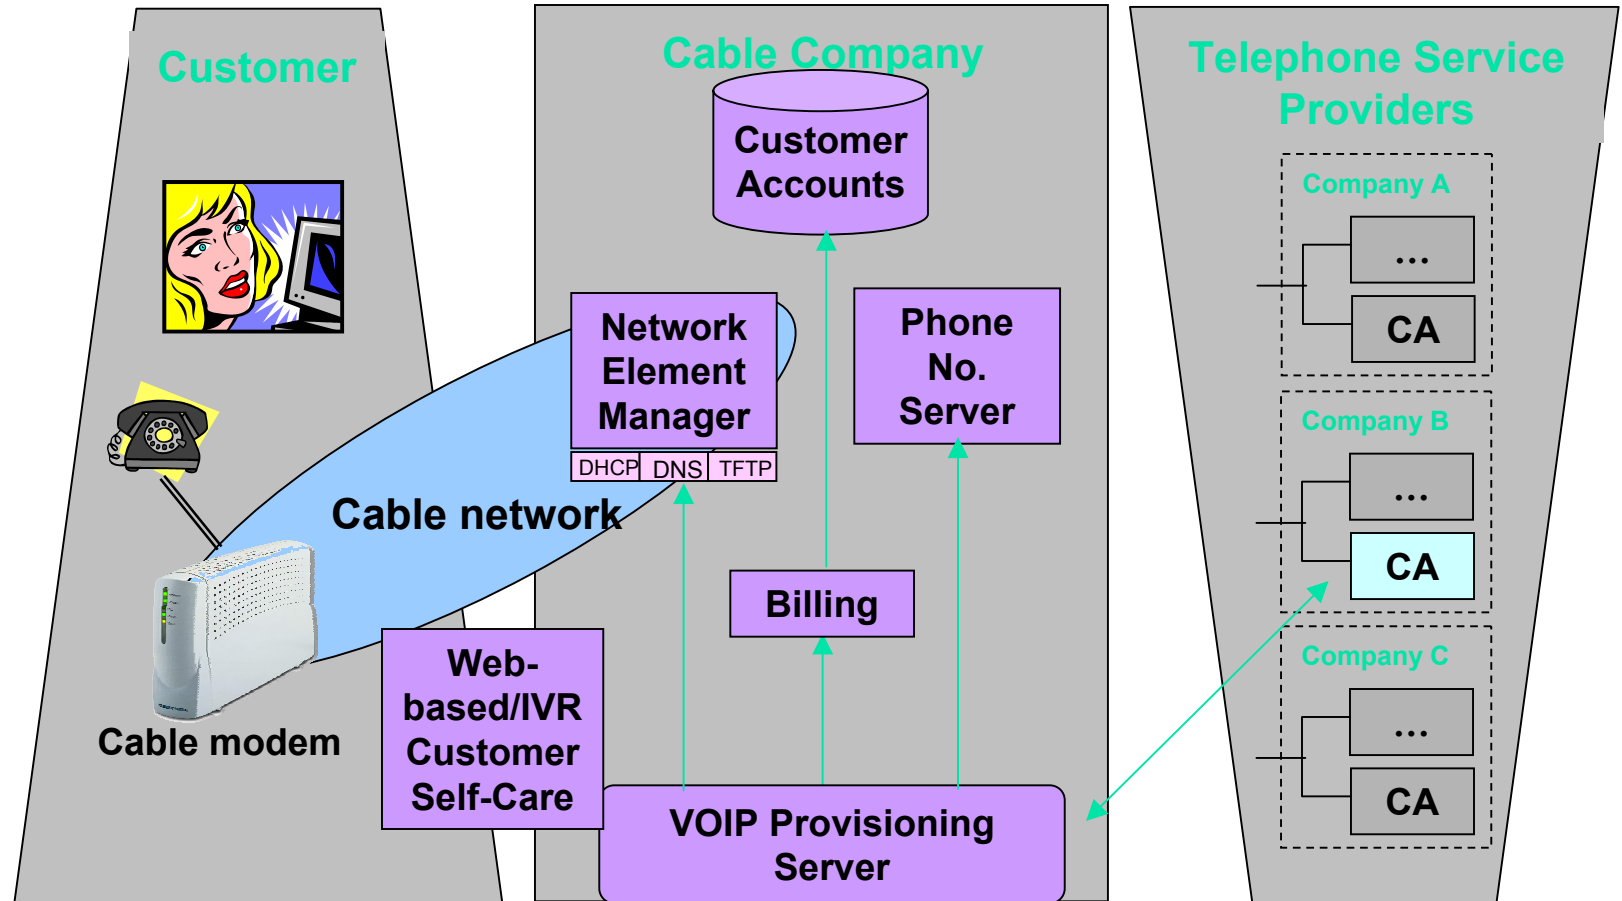 Customer
Cable Company
Telephone Service
Providers
Customer
Accounts
Company A
...
CA
Network
Element
Manager
DHCP DNS TFTP
Phone
No.
Server
Company B
...
CA
Cable network
Billing
Cable modem
Web-
based/IVR
Customer
Self-Care
Company C
...
CA
VOIP Provisioning
Server